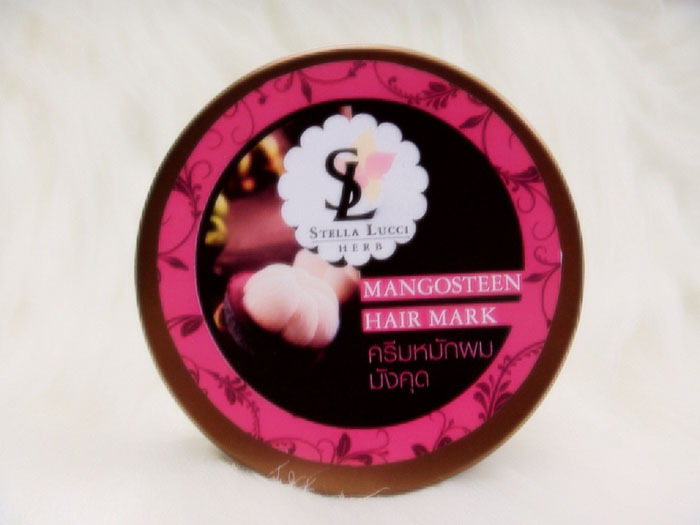 SL
STELLA LUCCI
HERB
MANGOSTEEN
HAIR MARK
ครีมหมักผม
มังคุด